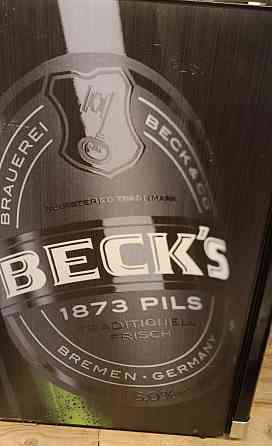 BRAUEREI
BECK & CO
REGISTERED TRADEMARK
BECK'S
1873 PILS
TRADITIONELL
FRISCH
BREMEN · GERMANY